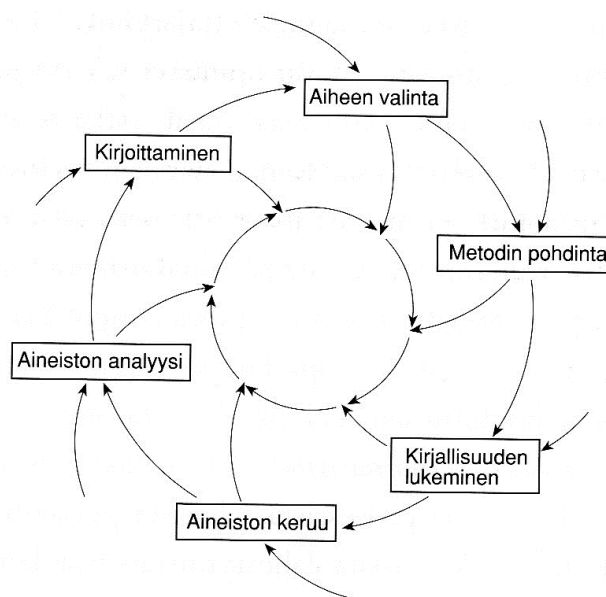 Aiheen valinta
Metodin pohdinta
Kirjallisuuden
lukeminen
Aineiston keruu
Aineiston analyysi
Kirjoittaminen